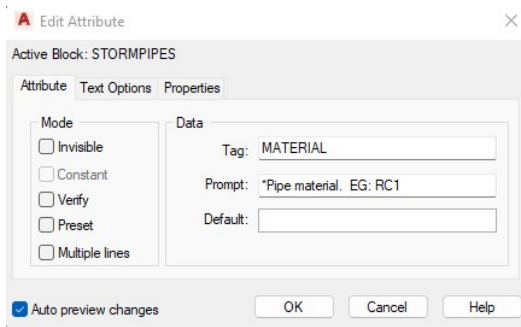 A Edit Attribute
Active Block: STORMPIPES
Attribute Text Options Properties
Mode
Invisible
Constant
Verify
Preset
Multiple lines
Data
Tag: MATERIAL
Prompt: *Pipe material. EG: RC1
Default:
Auto preview changes
OK Cancel Help